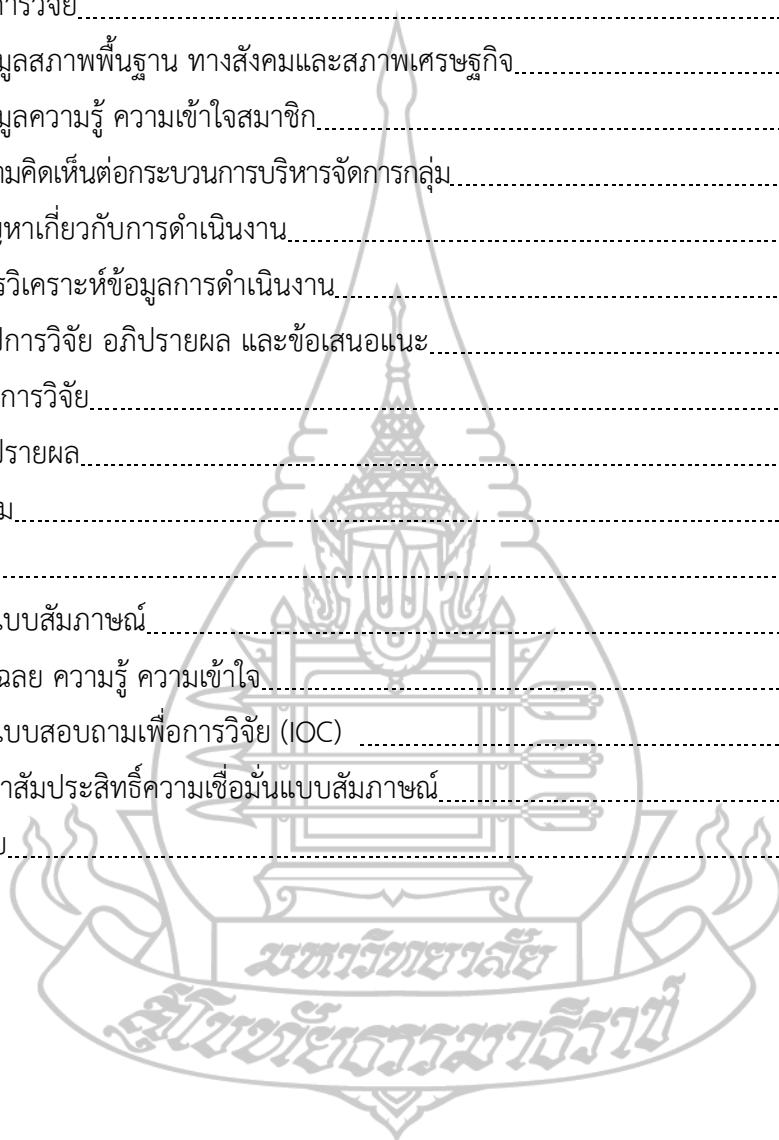 การวิจัย
มูลสภาพพื้นฐาน ทางสังคมและสภาพเศรษฐกิจ
มูลความรู้ ความเข้าใจสมาชิก
ามคิดเห็นต่อกระบวนการบริหารจัดการกลุ่ม
ญหาเกี่ยวกับการดำเนินงาน
รวิเคราะห์ข้อมูลการดำเนินงาน
ปการวิจัย อภิปรายผล และข้อเสนอแนะ
การวิจัย
ปรายผล
ม
แบบสัมภาษณ์
ฉลย ความรู้ ความเข้าใจ
แบบสอบถามเพื่อการวิจัย (IOC)
าสัมประสิทธิ์ความเชื่อมั่นแบบสัมภาษณ์
ย
มหาวิทยาลัย
สุโขทัยธรรมาธิราช